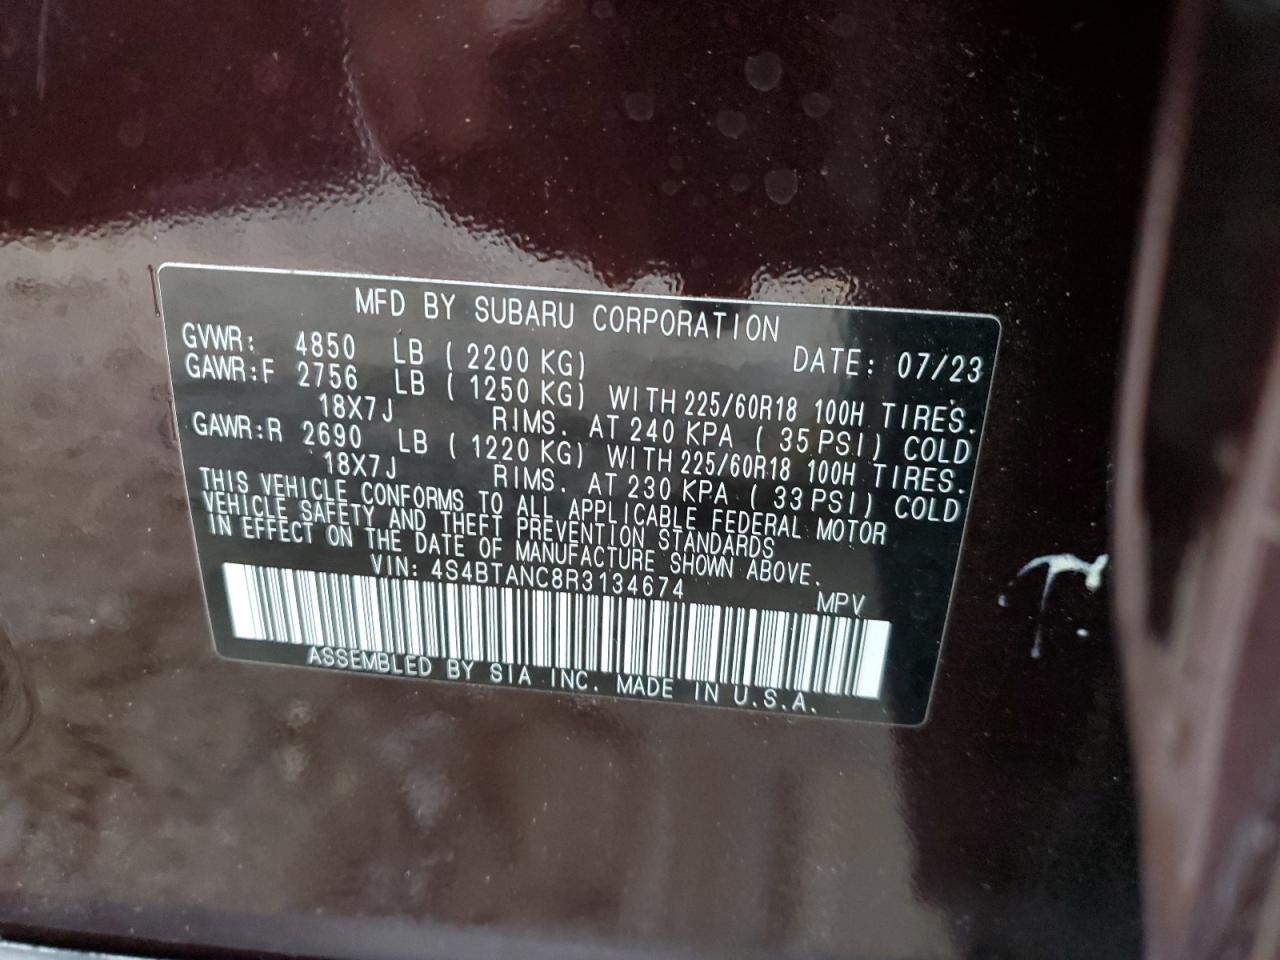 MFD BY SUBARU CORPORATION
GVWR: 4850 LB ( 2200 KG) DATE: 07/23
GAWR:F 2756 LB ( 1250 KG) WITH 225/60R18 100H TIRES.
18X7J RIMS. AT 240 KPA ( 35 PSI) COLD
GAWR:R 2690 LB ( 1220 KG) WITH 225/60R18 100H TIRES.
18X7J RIMS. AT 230 KPA ( 33 PSI) COLD
THIS VEHICLE CONFORMS TO ALL APPLICABLE FEDERAL MOTOR
VEHICLE SAFETY AND THEFT PREVENTION STANDARDS
IN EFFECT ON THE DATE OF MANUFACTURE SHOWN ABOVE.
VIN: 4S4BTANC8R3134674 MPV
ASSEMBLED BY SIA INC. MADE IN U.S.A.